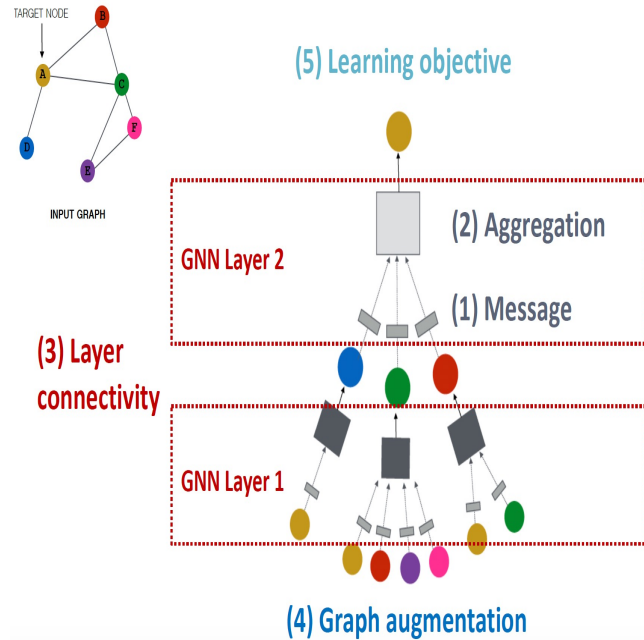 TARGET NODE
B
A
C
F
D
E
INPUT GRAPH
(5) Learning objective
(2) Aggregation
GNN Layer 2
(1) Message
(3) Layer
connectivity
GNN Layer 1
(4) Graph augmentation